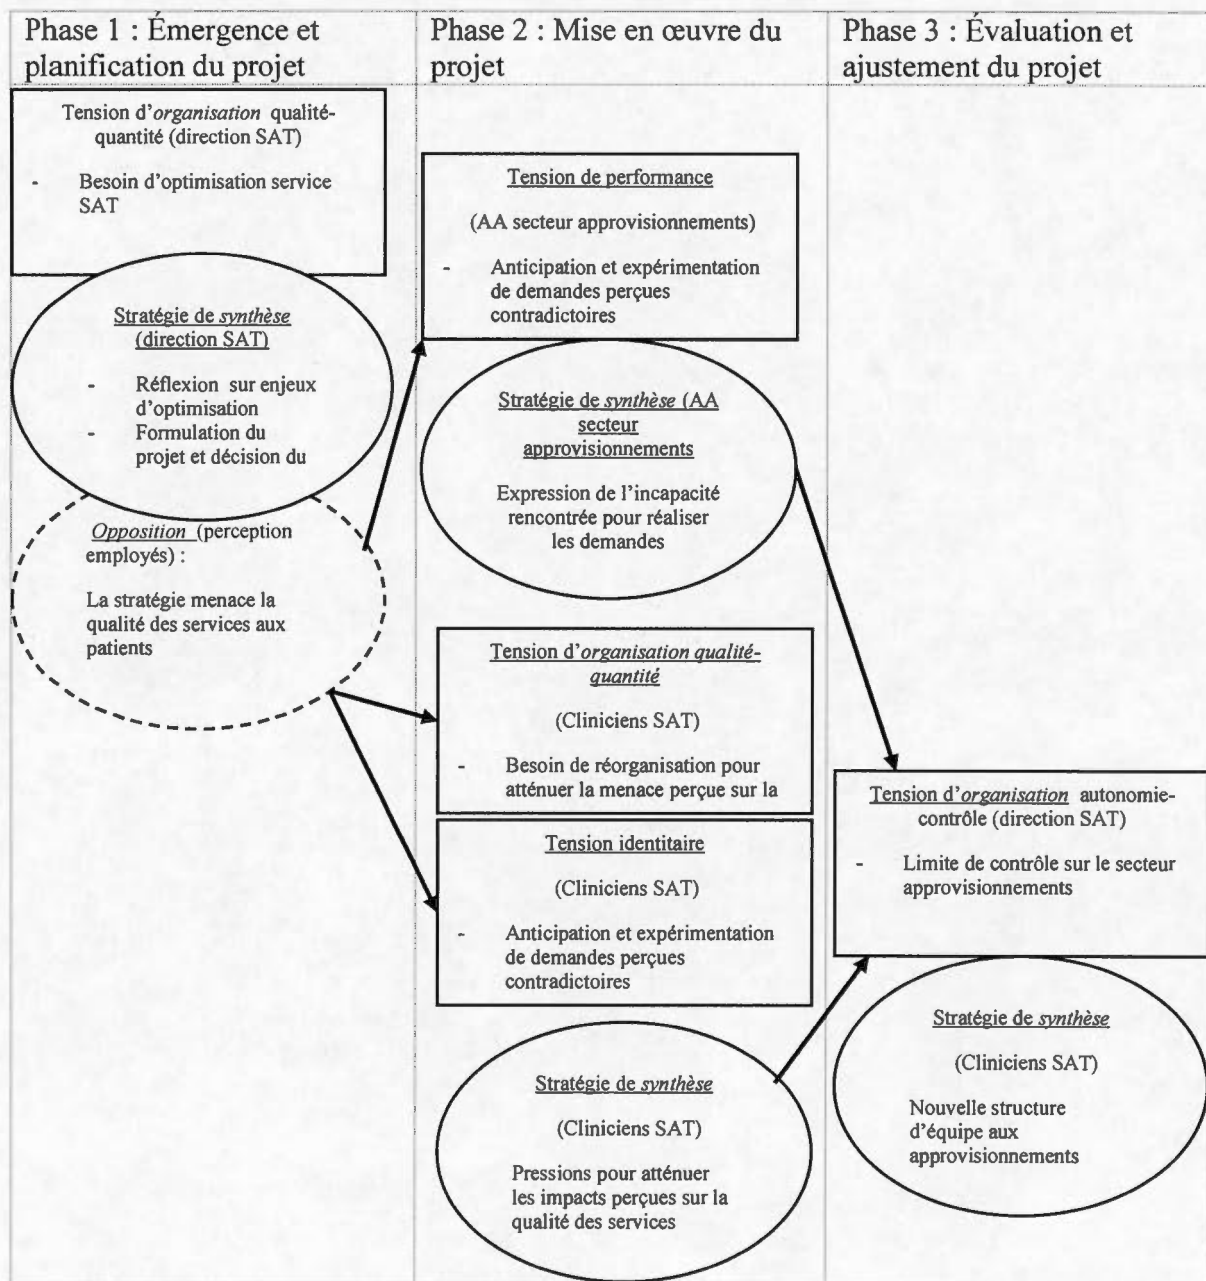 Phase 1 : Émergence et
planification du projet
Tension d'organisation qualité-
quantité (direction SAT)
- Besoin d'optimisation service
SAT
Stratégie de synthèse
(direction SAT)
- Réflexion sur enjeux
d'optimisation
- Formulation du
projet et décision du
Opposition (perception
employés) :
La stratégie menace la
qualité des services aux
patients
Phase 2 : Mise en œuvre du
projet
Tension de performance
(AA secteur approvisionnements)
- Anticipation et expérimentation
de demandes perçues
contradictoires
Stratégie de synthèse (AA
secteur
approvisionnements
Expression de l'incapacité
rencontrée pour réaliser
les demandes
Tension d'organisation qualité-
quantité
(Cliniciens SAT)
- Besoin de réorganisation pour
atténuer la menace perçue sur la
Tension identitaire
(Cliniciens SAT)
- Anticipation et expérimentation
de demandes perçues
contradictoires
Stratégie de synthèse
(Cliniciens SAT)
Pressions pour atténuer
les impacts perçues sur la
qualité des services
Phase 3 : Évaluation et
ajustement du projet
Tension d'organisation autonomie-
contrôle (direction SAT)
- Limite de contrôle sur le secteur
approvisionnements
Stratégie de synthèse
(Cliniciens SAT)
Nouvelle structure
d'équipe aux
approvisionnements